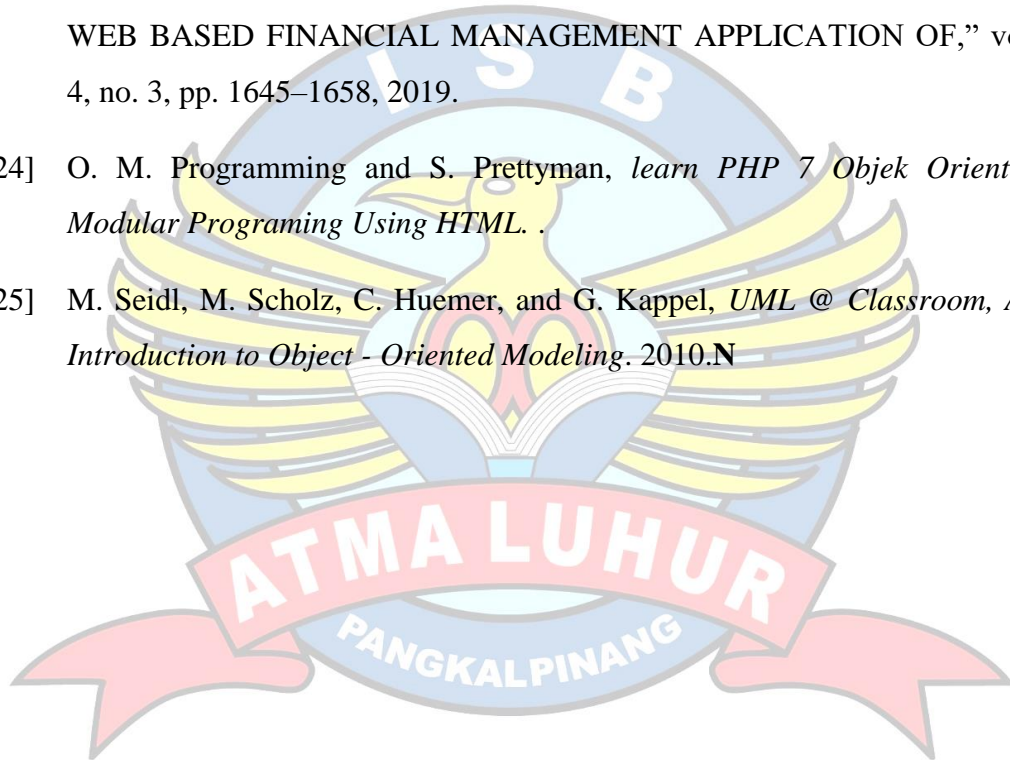 WEB BASED FINANCIAL MANAGEMENT APPLICATION OF,” vo
4, no. 3, pp. 1645–1658, 2019.
24] O. M. Programming and S. Prettyman, learn PHP 7 Objek Orient
Modular Programing Using HTML. .
25] M. Seidl, M. Scholz, C. Huemer, and G. Kappel, UML @ Classroom, A
Introduction to Object - Oriented Modeling. 2010.N
I S B
ATMA LUHUR
PANGKALPINANG